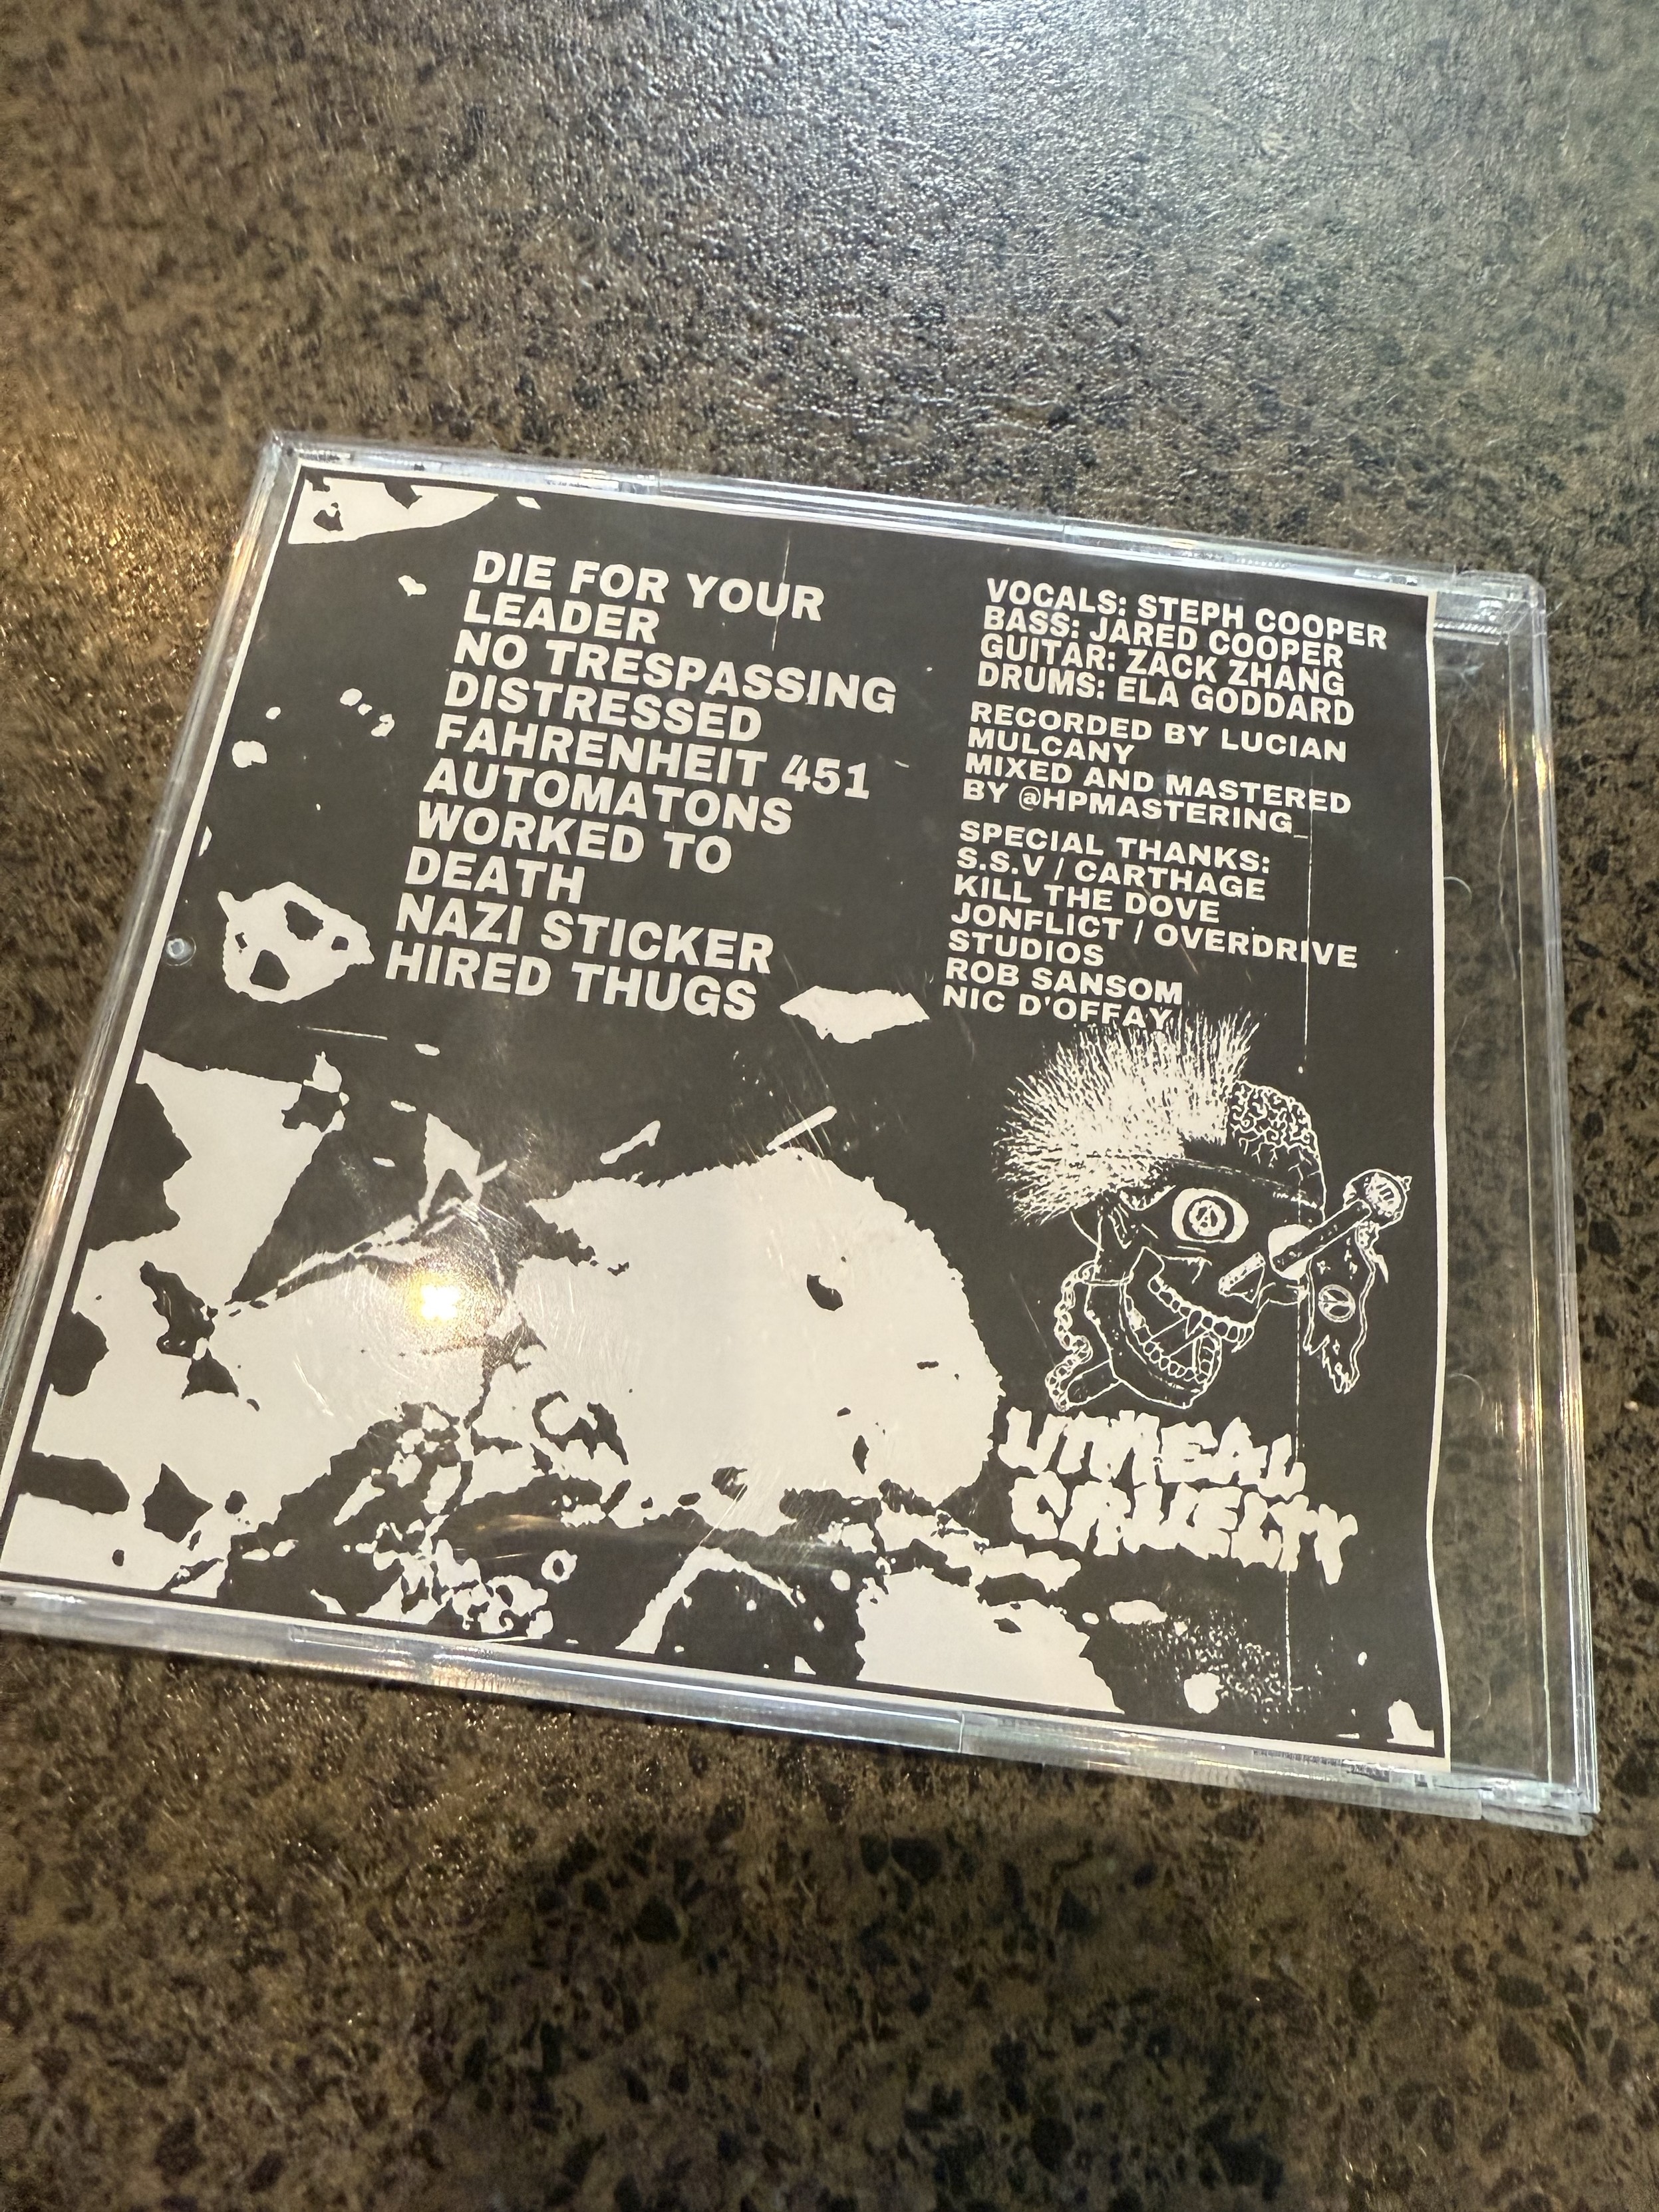 DIE FOR YOUR
LEADER
NO TRESPASSING
DISTRESSED
FAHRENHEIT 451
AUTOMATONS
WORKED TO
DEATH
NAZI STICKER
HIRED THUGS
VOCALS: STEPH COOPER
BASS: JARED COOPER
GUITAR: ZACK ZHANG
DRUMS: ELA GODDARD
RECORDED BY LUCIAN
MULCANY
MIXED AND MASTERED
BY @HPMASTERING_
SPECIAL THANKS:
S.S.V / CARTHAGE
KILL THE DOVE
JONFLICT / OVERDRIVE
STUDIOS
ROB SANSOM
NIC D'OFFAY
UNREAL
CRUELTY